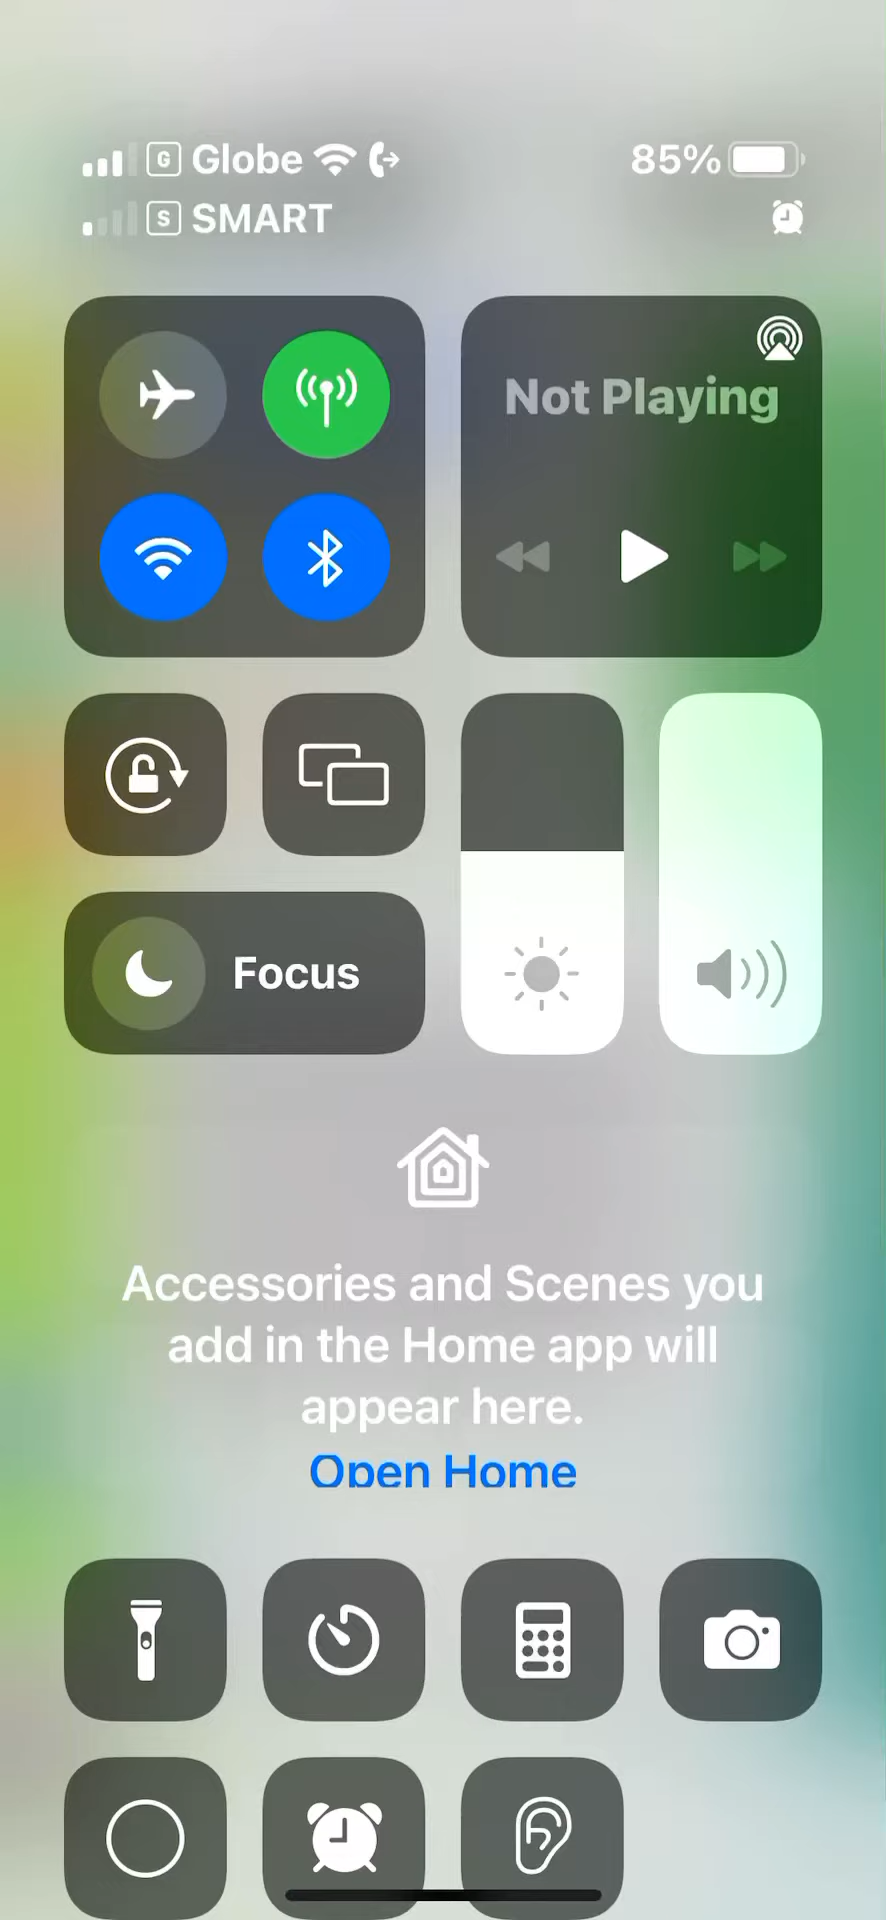 G Globe 85%
S SMART
Not Playing
Focus
Accessories and Scenes you
add in the Home app will
appear here.
Open Home